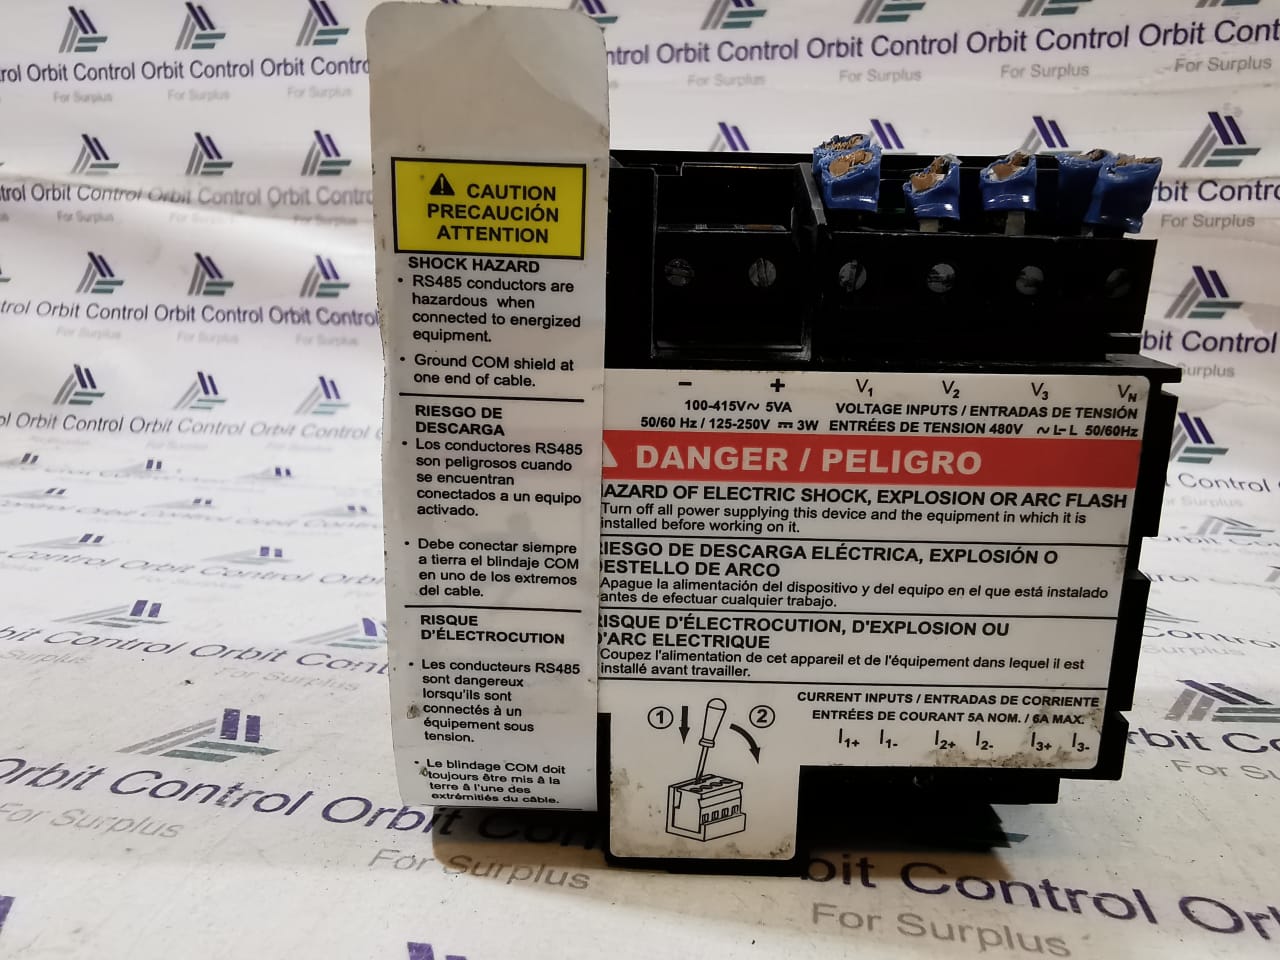 CAUTION
PRECAUCIÓN
ATTENTION
SHOCK HAZARD
• RS485 conductors are
hazardous when
connected to energized
equipment.
• Ground COM shield at
one end of cable.
RIESGO DE
DESCARGA
• Los conductores RS485
son peligrosos cuando
se encuentran
conectados a un equipo
activado.
• Debe conectar siempre
a tierra el blindaje COM
en uno de los extremos
del cable.
RISQUE
D'ÉLECTROCUTION
• Les conducteurs RS485
sont dangereux
lorsqu'ils sont
connectés à un
équipement sous
tension.
• Le blindage COM doit
toujours être mis à la
terre à l'une des
extrémiliés du câble.
− + V1 V2 V3 VN
100-415V~ 5VA
50/60 Hz / 125-250V ⎓ 3W
VOLTAGE INPUTS / ENTRADAS DE TENSIÓN
ENTRÉES DE TENSION 480V ~ L- L 50/60Hz
DANGER / PELIGRO
AZARD OF ELECTRIC SHOCK, EXPLOSION OR ARC FLASH
Turn off all power supplying this device and the equipment in which it is
installed before working on it.
IESGO DE DESCARGA ELÉCTRICA, EXPLOSIÓN O
DESTELLO DE ARCO
Apague la alimentación del dispositivo y del equipo en el que está instalado
antes de efectuar cualquier trabajo.
ISQUE D'ÉLECTROCUTION, D'EXPLOSION OU
D'ARC ELECTRIQUE
Coupez l'alimentation de cet appareil et de l'équipement dans lequel il est
installé avant travailler.
1 2
CURRENT INPUTS / ENTRADAS DE CORRIENTE
ENTRÉES DE COURANT 5A NOM. / 6A MAX.
I1+ I1- I2+ I2- I3+ I3-
Orbit Control
For Surplus